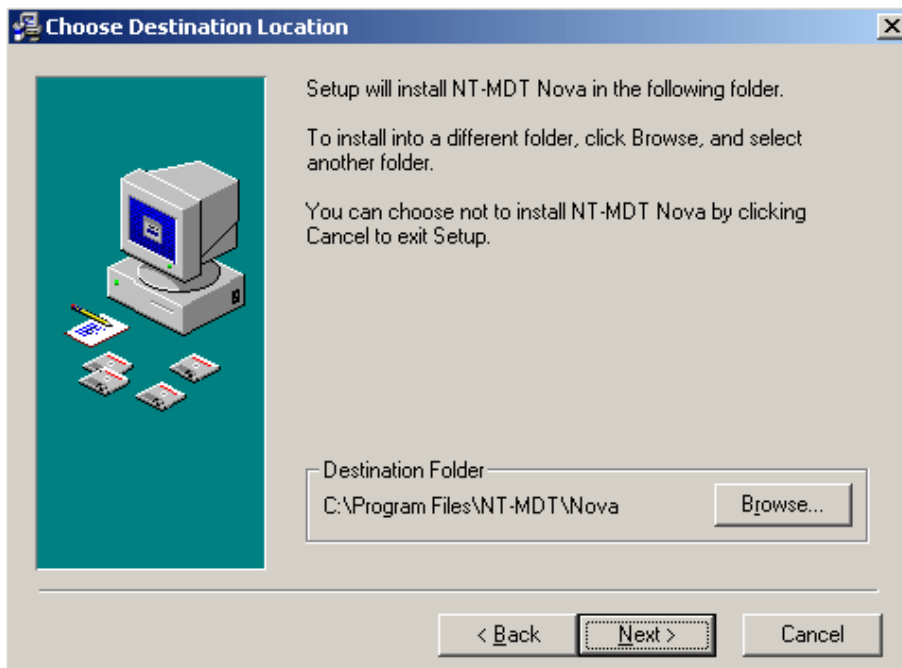 Choose Destination Location
Setup will install NT-MDT Nova in the following folder.
To install into a different folder, click Browse, and select
another folder.
You can choose not to install NT-MDT Nova by clicking
Cancel to exit Setup.
Destination Folder
C:\Program Files\NT-MDT\Nova
Browse...
< Back
Next >
Cancel